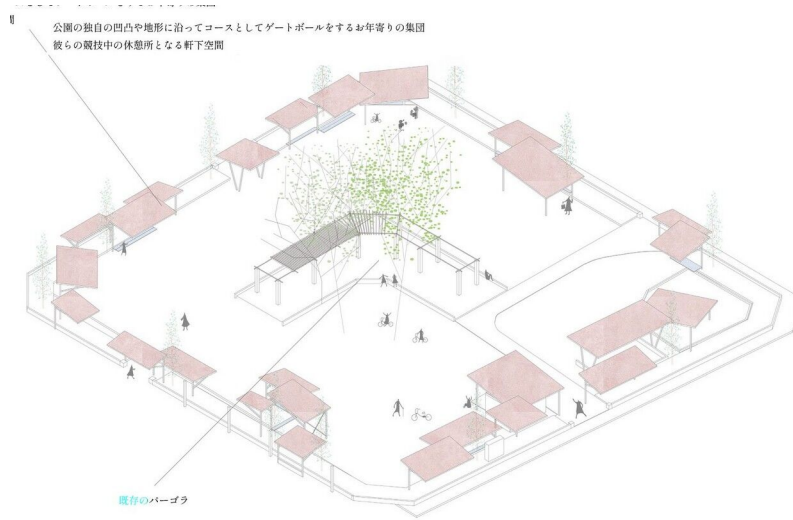 公園の独自の凹凸や地形に沿ってコースとしてゲートボールをするお年寄りの集団
彼らの競技中の休憩所となる軒下空間
既存のパーゴラ